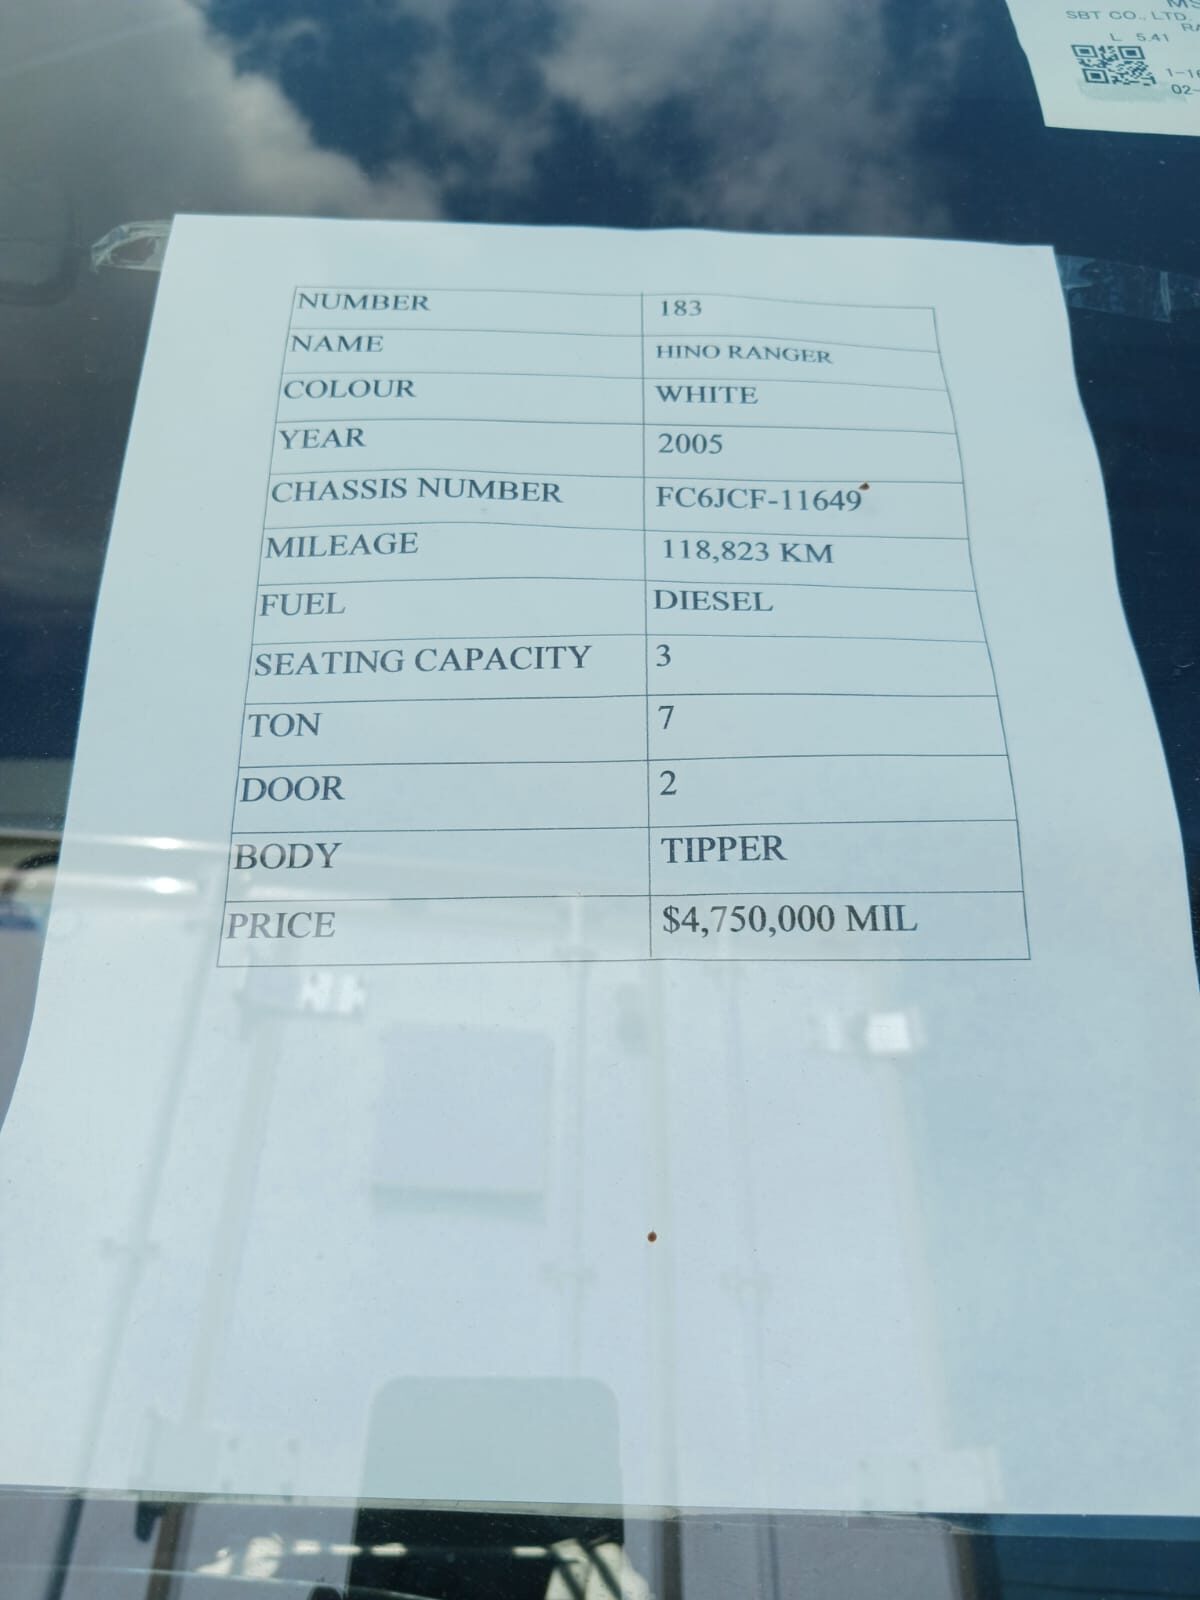 SBT CO., LTD.
L 5.41
NUMBER 183
NAME HINO RANGER
COLOUR WHITE
YEAR 2005
CHASSIS NUMBER FC6JCF-11649
MILEAGE 118,823 KM
FUEL DIESEL
SEATING CAPACITY 3
TON 7
DOOR 2
BODY TIPPER
PRICE $4,750,000 MIL